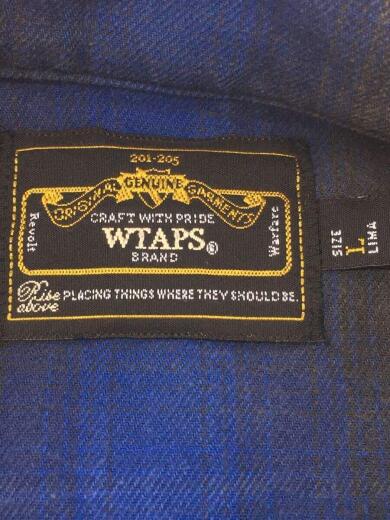 201-205
ORIGINAL GENUINE GARMENTS
CRAFT WITH PRIDE
Revolt
WTAPS®
Warfare
BRAND
Rise above
PLACING THINGS WHERE THEY SHOULD BE.
SIZE
L
LIMA